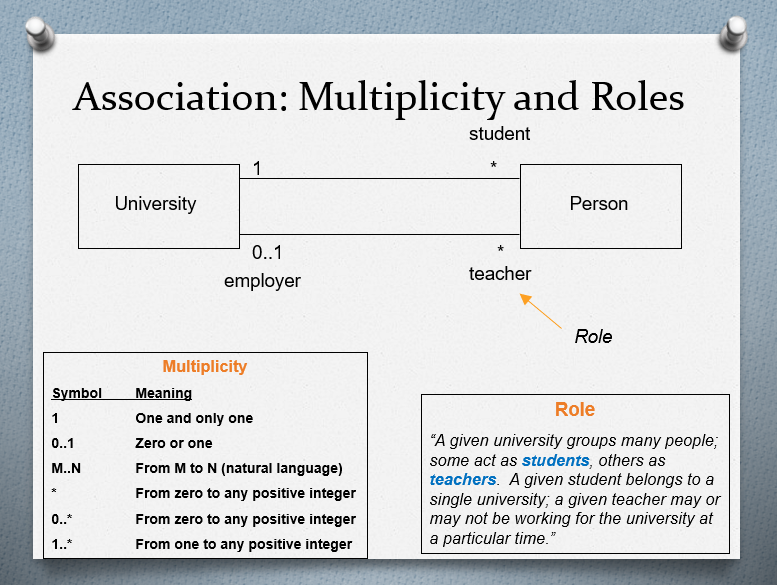 Association: Multiplicity and Roles
student
1
*
University
Person
0..1
*
employer
teacher
Role
Multiplicity
Symbol Meaning
1 One and only one
0..1 Zero or one
M..N From M to N (natural language)
* From zero to any positive integer
0..* From zero to any positive integer
1..* From one to any positive integer
Role
“A given university groups many people;
some act as students, others as
teachers. A given student belongs to a
single university; a given teacher may or
may not be working for the university at
a particular time.”